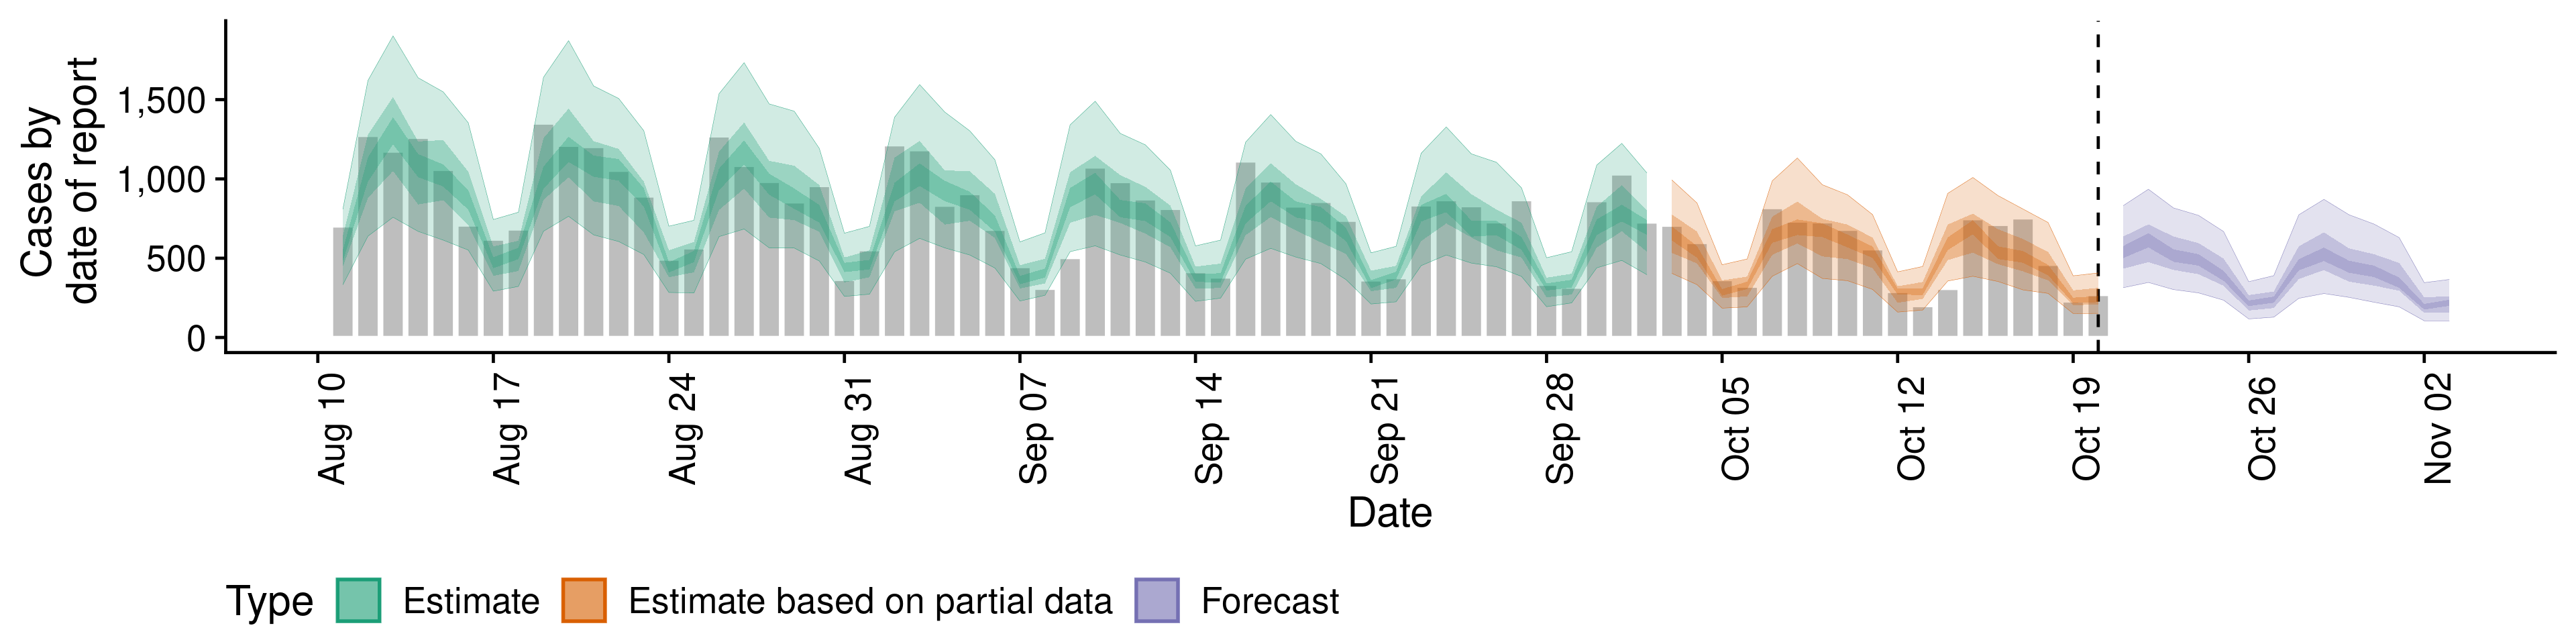 Cases by
date of report
1,500
1,000
500
0
Aug 10
Aug 17
Aug 24
Aug 31
Sep 07
Sep 14
Sep 21
Sep 28
Oct 05
Oct 12
Oct 19
Oct 26
Nov 02
Date
Type Estimate Estimate based on partial data Forecast